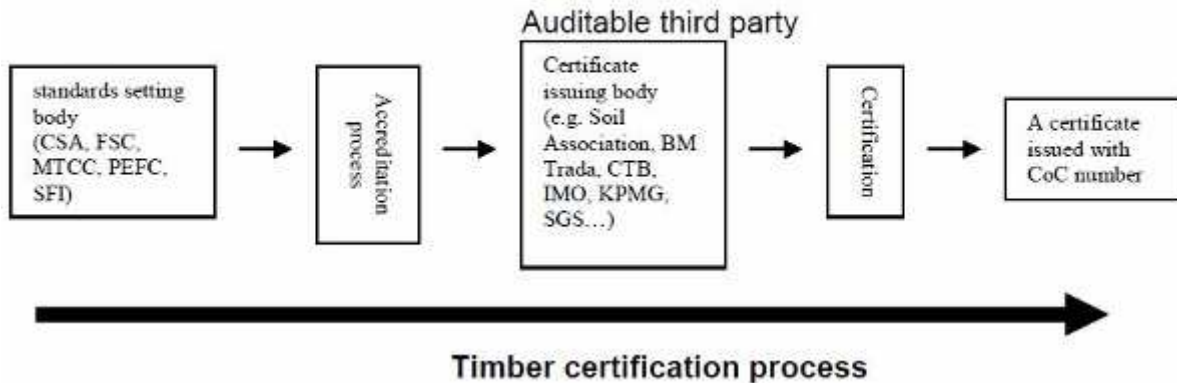 Auditable third party
standards setting
body
(CSA, FSC,
MTCC, PEFC,
SFI)
Accreditation
process
Certificate
issuing body
(e.g. Soil
Association, BM
Trada, CTB,
IMO, KPMG,
SGS…)
Certification
A certificate
issued with
CoC number
Timber certification process